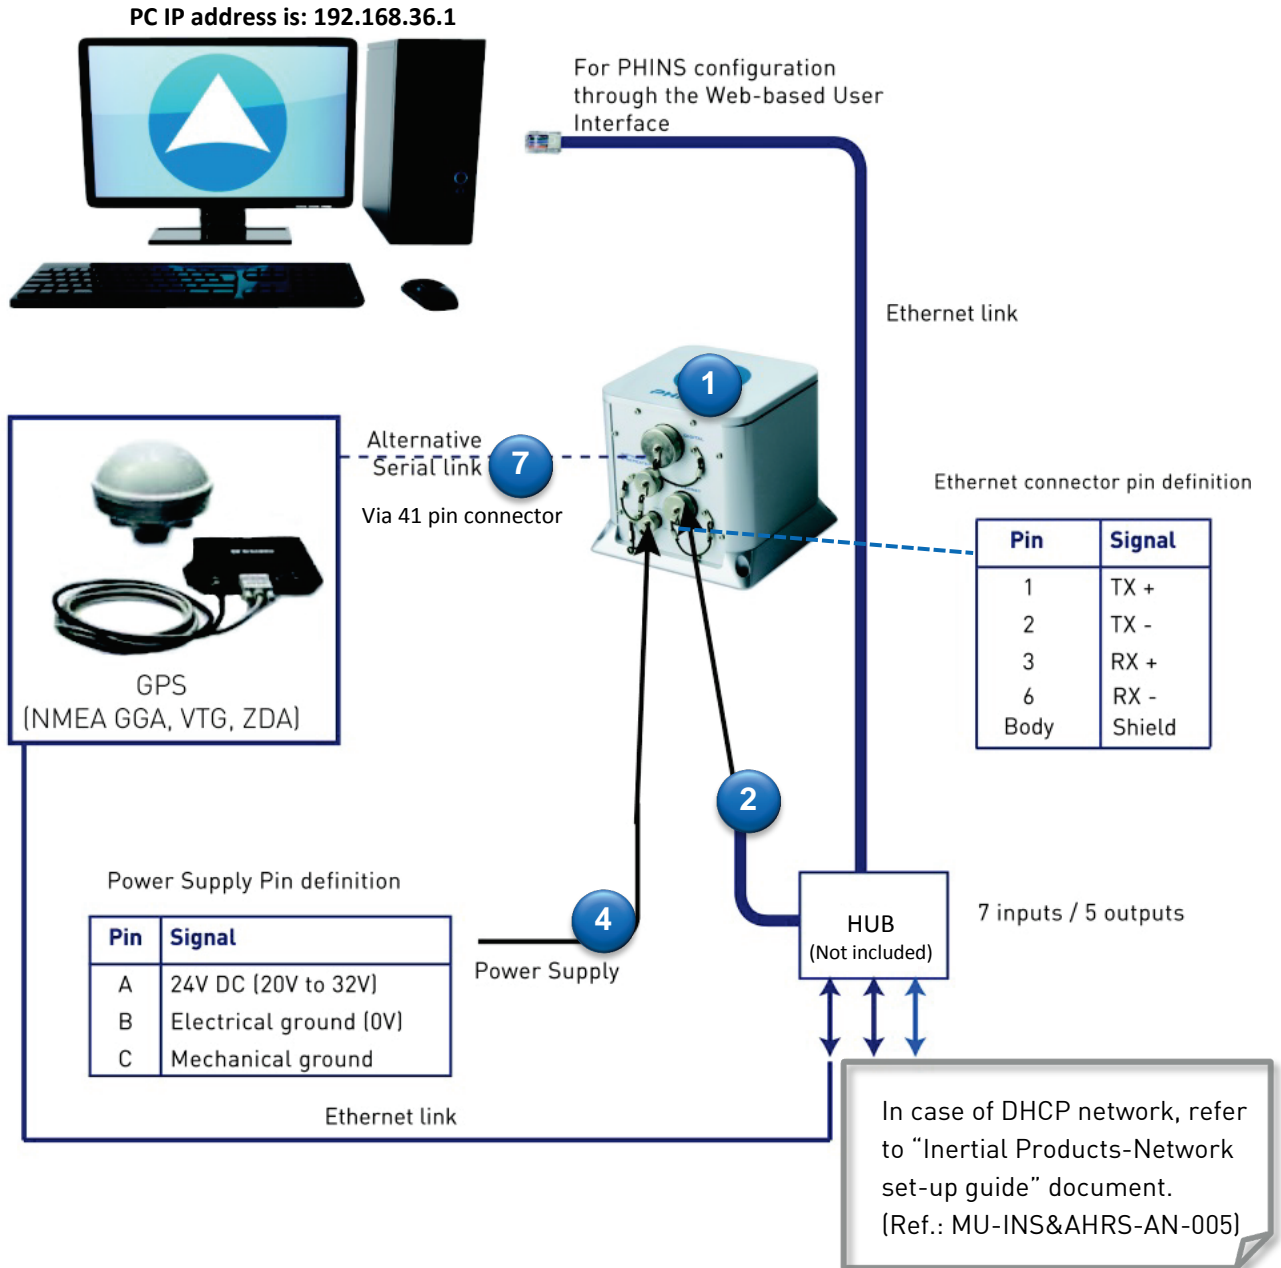 PC IP address is: 192.168.36.1
For PHINS configuration
through the Web-based User
Interface
Ethernet link
1
Alternative
Serial link
7
Via 41 pin connector
Ethernet connector pin definition
Pin Signal
1 TX +
2 TX -
3 RX +
6 RX -
Body Shield
GPS
(NMEA GGA, VTG, ZDA)
2
Power Supply Pin definition
Pin Signal
A 24V DC (20V to 32V)
B Electrical ground (0V)
C Mechanical ground
4
Power Supply
HUB
(Not included)
7 inputs / 5 outputs
Ethernet link
In case of DHCP network, refer
to “Inertial Products-Network
set-up guide” document.
(Ref.: MU-INS&AHRS-AN-005)